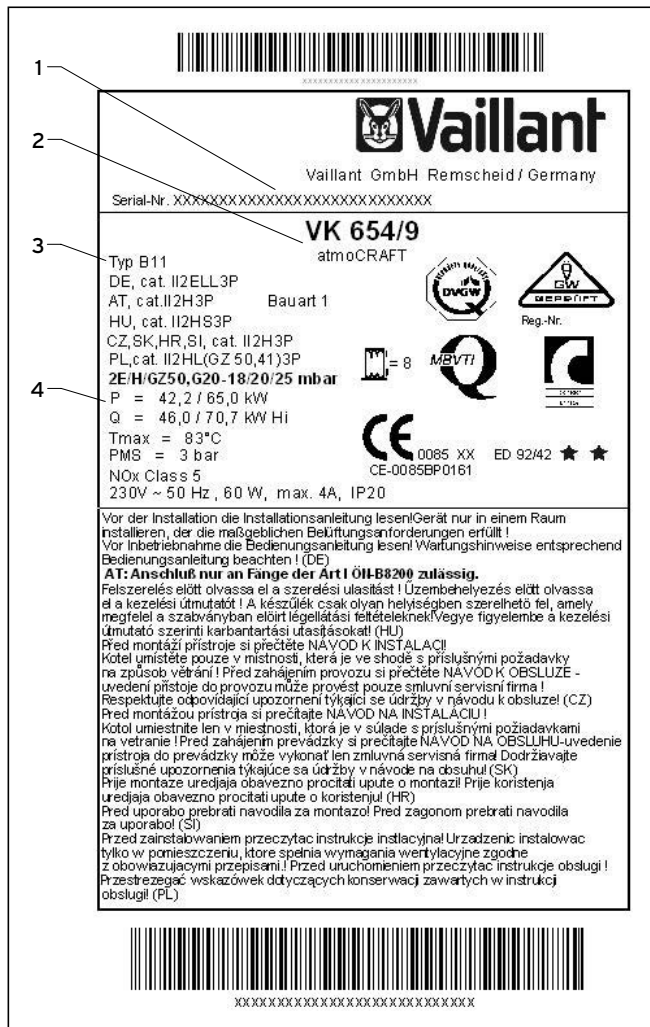 1
xxxxxxxxxxxxxxxxxxxxxxx
2
Vaillant
Vaillant GmbH Remscheid / Germany
Serial-Nr. XXXXXXXXXXXXXXXXXXXXXXXXXXXX
VK 654/9
atmoCRAFT
3
Typ B11
DE, cat. II2ELL3P
AT, cat.II2H3P Bauart 1
HU, cat. II2HS3P
CZ,SK,HR,SI, cat. II2H3P
PL,cat. II2HL(GZ 50,41)3P
2E/H/GZ50,G20-18/20/25 mbar
4
P = 42,2 / 65,0 kW
Q = 46,0 / 70,7 kW Hi
Tmax = 83°C
PMS = 3 bar
NOx Class 5
230V ~ 50 Hz , 60 W, max. 4A, IP20
DVGW
GW
GEPRÜFT
Reg.-Nr.
= 8
MBVTI
CE 0085 XX ED 92/42 ★ ★
CE-0085BP0161
Vor der Installation die Installationsanleitung lesen!Gerät nur in einem Raum
installieren, der die maßgeblichen Belüftungsanforderungen erfüllt !
Vor Inbetriebnahme die Bedienungsanleitung lesen! Wartungshinweise entsprechend
Bedienungsanleitung beachten ! (DE)
AT: Anschluß nur an Fänge der Art I ÖN-B8200 zulässig.
Felszerelés elött olvassa el a szerelési ulasitást ! Üzembehelyezés elött olvassa
el a kezelési útmutatót ! A készűlék csak olyan helyiségben szerelhetö fel, amely
megfelel a szabványban elöirt légellátási feltételeknek!Vegye figyelembe a kezelési
útmutató szerinti karbantartási utasításokat! (HU)
Před montáží přístroje si přečtěte NÁVOD K INSTALACI!
Kotel umístěte pouze v místnosti, která je ve shodě s příslušnými požadavky
na způsob větrání ! Před zahájením provozu si přečtěte NÁVOD K OBSLUZE -
uvedení přístoje do provozu může provést pouze smluvní servisní firma !
Respektujte odpovídající upozornení týkající se údržby v návodu k obsluze! (CZ)
Pred montážou prístroja si prečítajte NÁVOD NA INSTALÁCIU !
Kotol umiestnite len v miestnosti, ktorá je v súlade s príslušnými požiadavkami
na vetranie ! Pred zahájením prevádzky si prečítajte NÁVOD NA OBSLUHU-uvedenie
prístroja do prevádzky môže vykonať len zmluvná servisná firma! Dodržiavajte
príslušné upozornenia týkajúce sa údržby v návode na obsuhu! (SK)
Prije montaze uredjaja obavezno procitati upute o montazi! Prije koristenja
uredjaja obavezno procitati upute o koristenju! (HR)
Pred uporabo prebrati navodila za montazo! Pred zagonom prebrati navodila
za uporabo! (SI)
Przed zainstalowaniem przeczytac instrukcje instlacyjna! Urzadzenic instalowac
tylko w pomieszczeniu, ktore spelnia wymagania wentylacyjne zgodne
z obowiazujacymi przepisami.! Przed uruchomieniem przeczytac instrukcje obslugi !
Przestrezegać wskazówek dotyczących konserwacji zawartych w instrukcji
obslugi! (PL)
XXXXXXXXXXXXXXXXXXXXXXXXXXXX